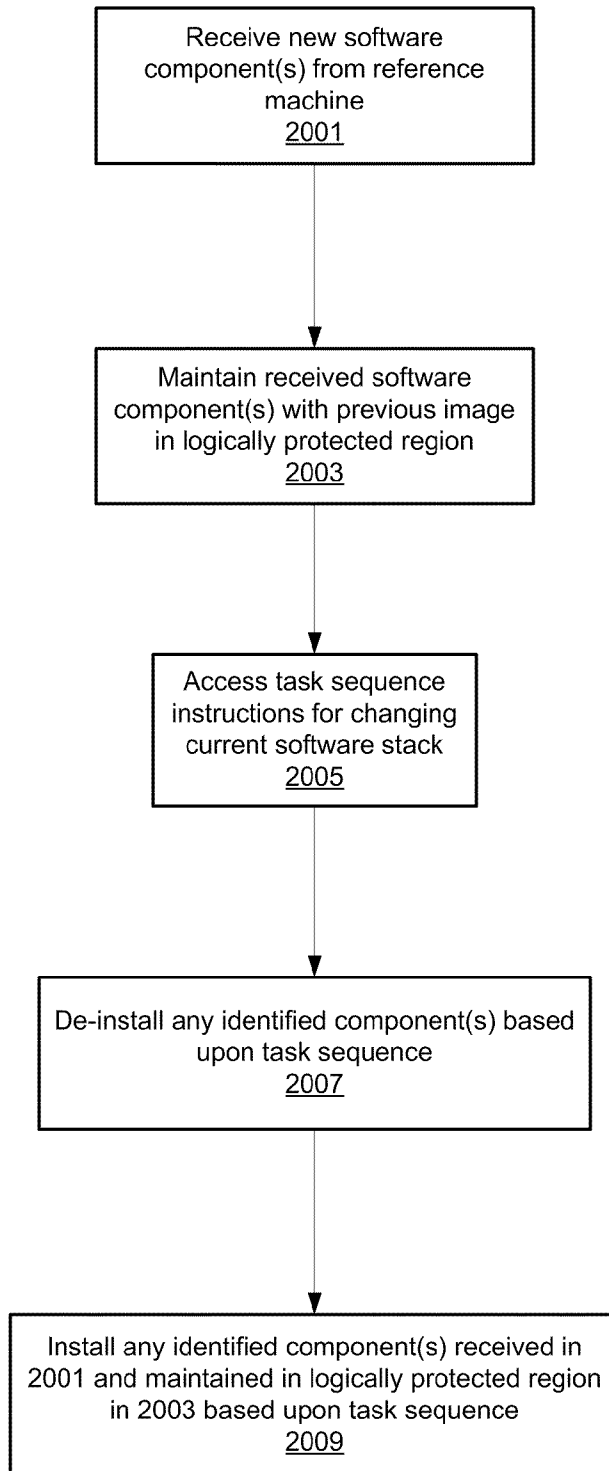 Receive new software
component(s) from reference
machine
2001
Maintain received software
component(s) with previous image
in logically protected region
2003
Access task sequence
instructions for changing
current software stack
2005
De-install any identified component(s) based
upon task sequence
2007
Install any identified component(s) received in
2001 and maintained in logically protected region
in 2003 based upon task sequence
2009